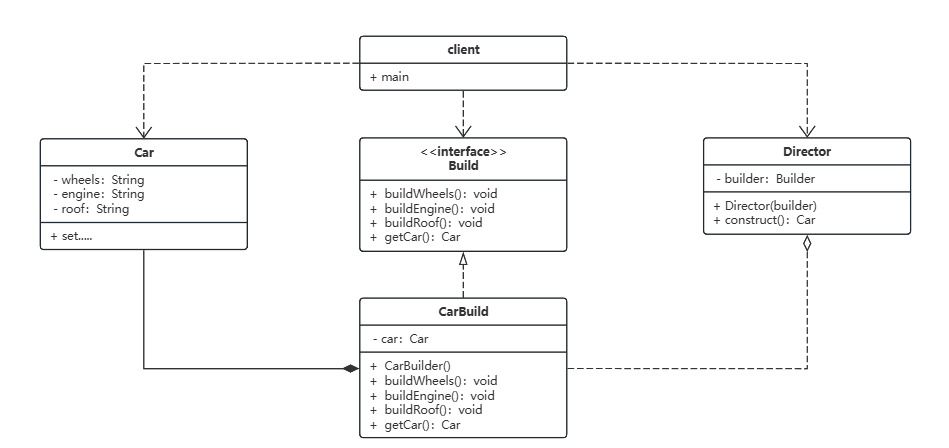 client
+ main
Car
- wheels: String
- engine: String
- roof: String
+ set.....
<<interface>>
Build
+ buildWheels(): void
+ buildEngine(): void
+ buildRoof(): void
+ getCar(): Car
Director
- builder: Builder
+ Director(builder)
+ construct(): Car
CarBuild
- car: Car
+ CarBuilder()
+ buildWheels(): void
+ buildEngine(): void
+ buildRoof(): void
+ getCar(): Car